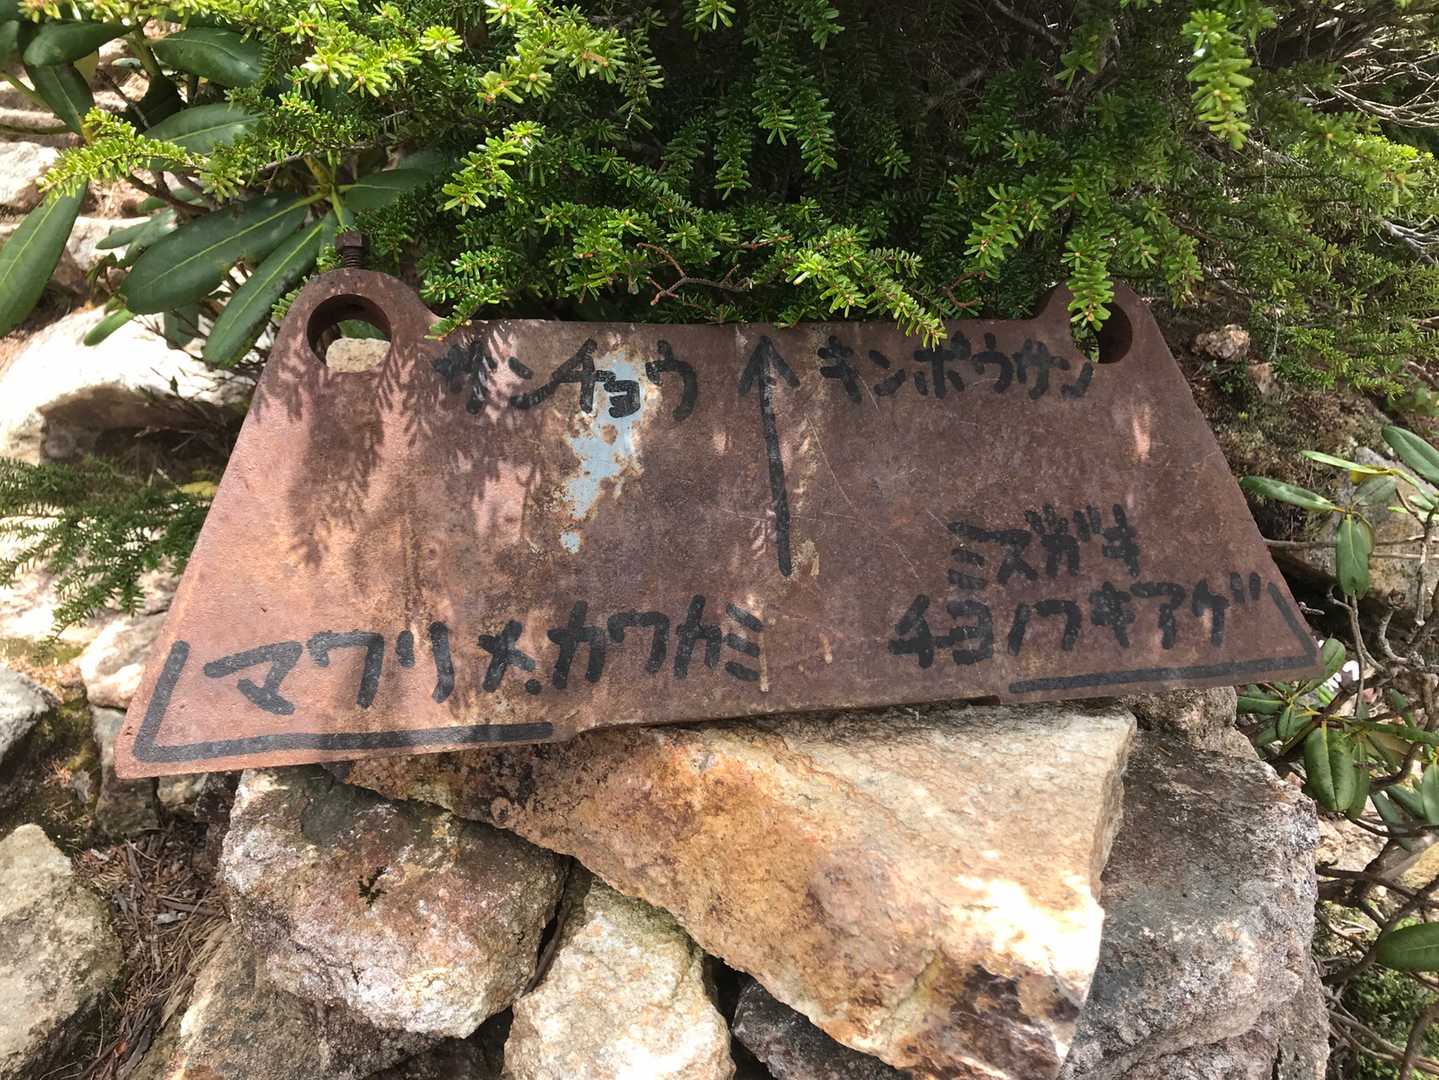 サンチョウ ↑ キンポウサン
ミズガキ
マワリメ.カワカミ
チヨノフキアゲ